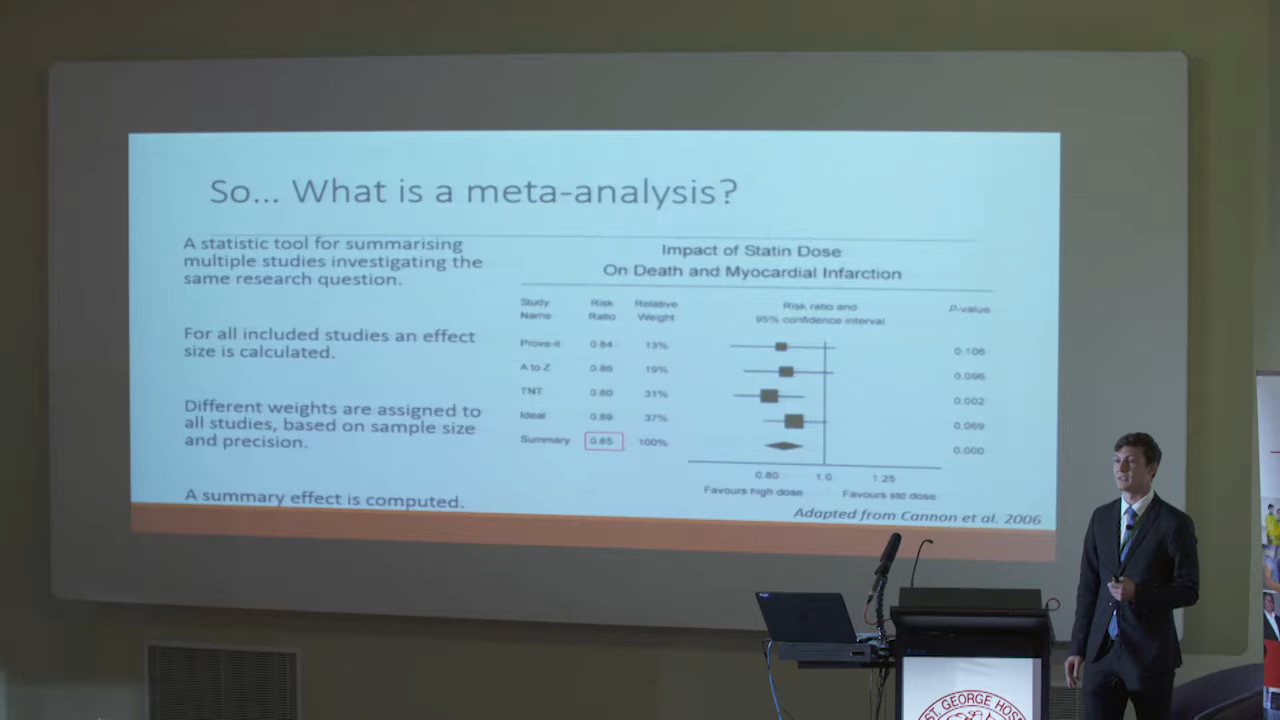 So... What is a meta-analysis?
A statistic tool for summarising
multiple studies investigating the
same research question.
For all included studies an effect
size is calculated.
Different weights are assigned to
all studies, based on sample size
and precision.
A summary effect is computed.
Impact of Statin Dose
On Death and Myocardial Infarction
Study Name Risk Ratio Relative Weight Risk ratio and 95% confidence interval P-value
Prove-it 0.84 13% 0.106
A to Z 0.86 19% 0.096
TNT 0.80 31% 0.002
Ideal 0.89 37% 0.069
Summary 0.85 100% 0.000
0.80 1.0 1.25
Favours high dose Favours std dose
Adapted from Cannon et al. 2006
ST. GEORGE